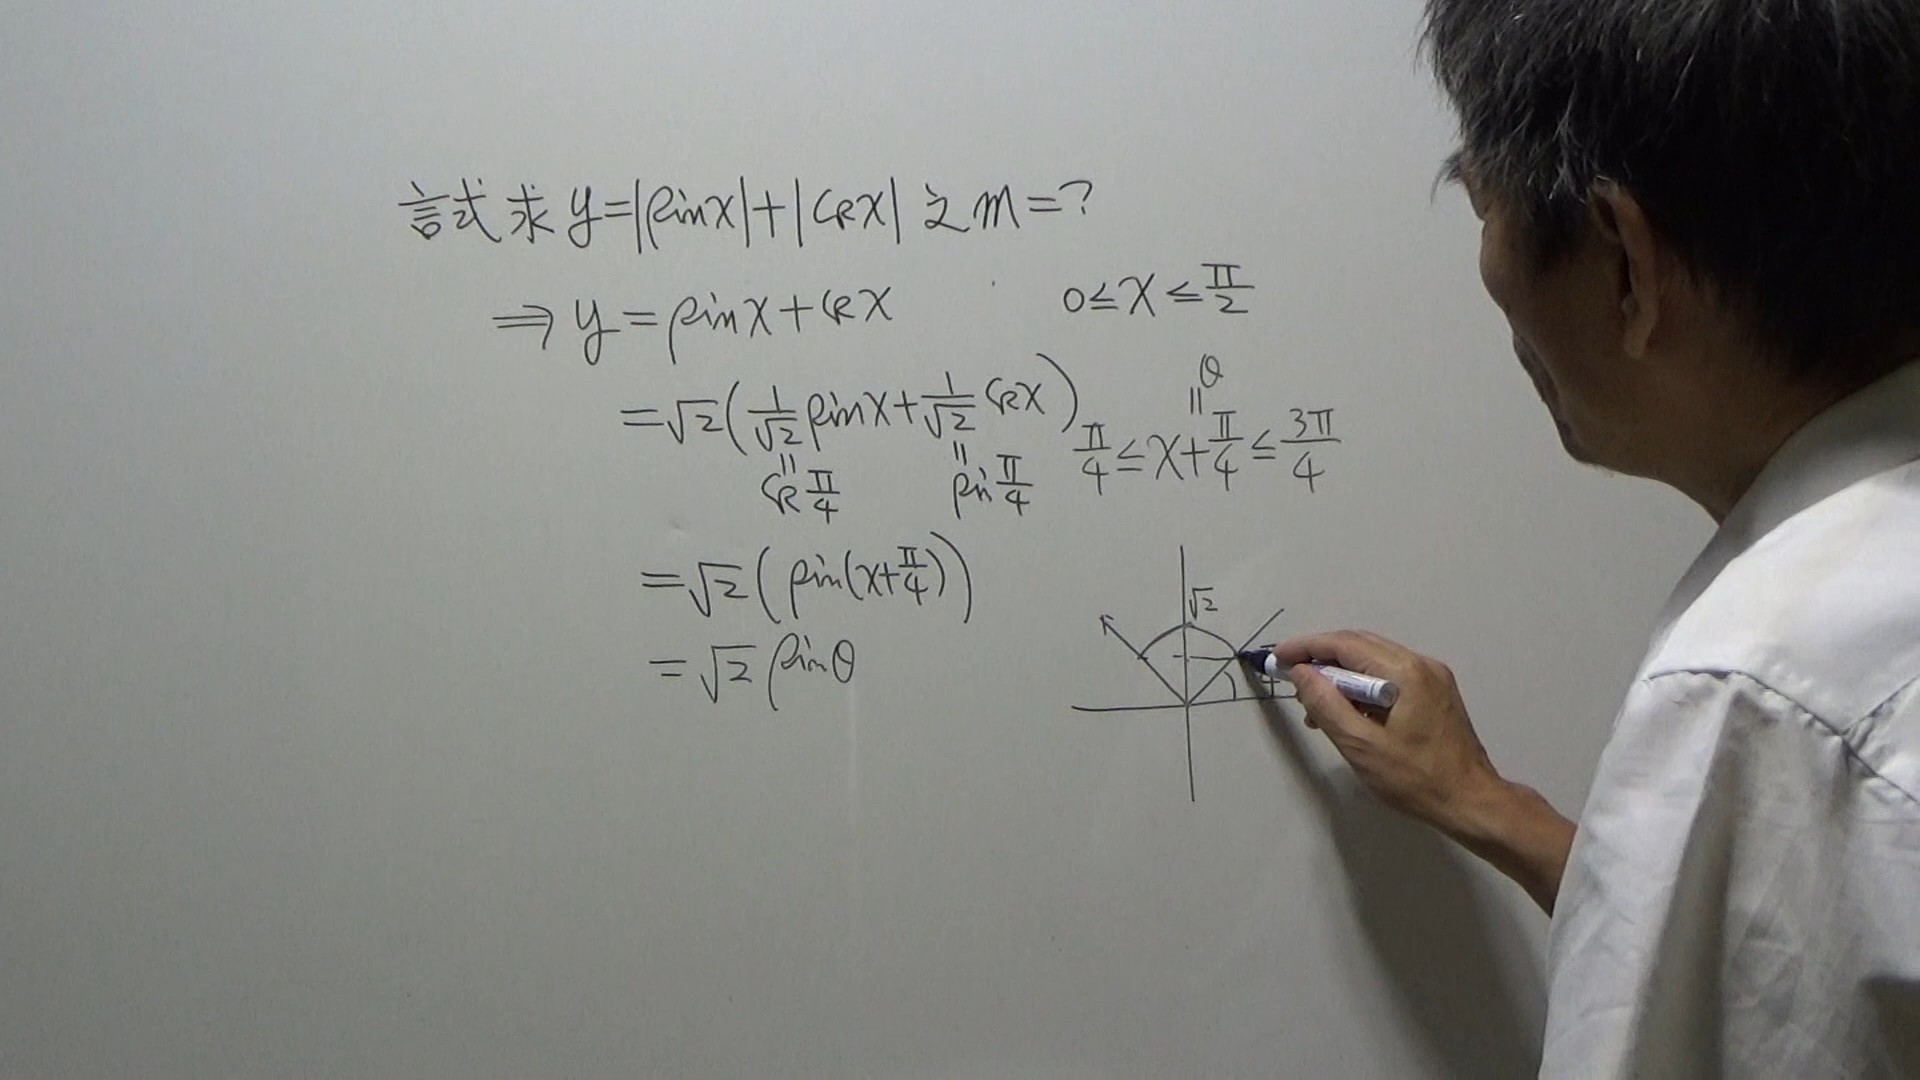 試求 y=|sinx|+|cosx| 之 m=?
⇒ y=sinx+cosx 0≤x≤π/2
=√2(1/√2 sinx+1/√2 cosx)
θ
=
π/4≤x+π/4≤3π/4
= =
cos π/4 sin π/4
=√2(sin(x+π/4))
=√2 sinθ
√2